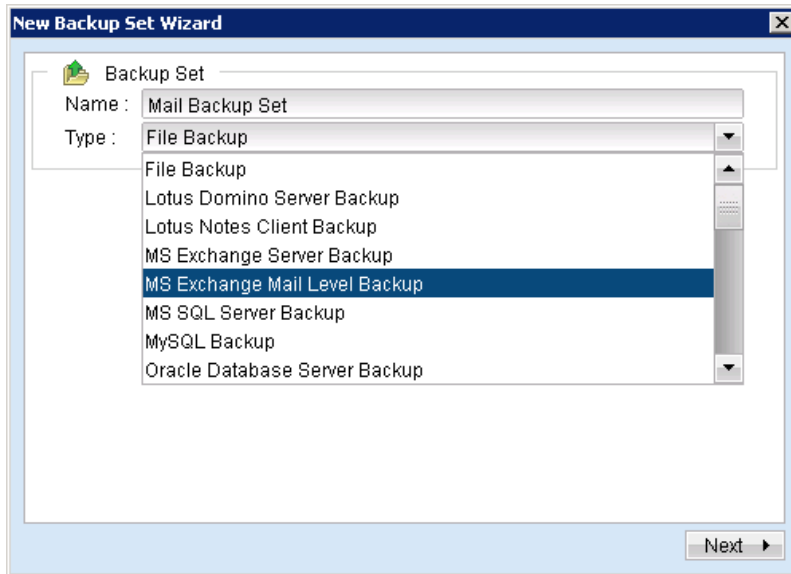 New Backup Set Wizard
Backup Set
Name : Mail Backup Set
Type : File Backup
File Backup
Lotus Domino Server Backup
Lotus Notes Client Backup
MS Exchange Server Backup
MS Exchange Mail Level Backup
MS SQL Server Backup
MySQL Backup
Oracle Database Server Backup
Next